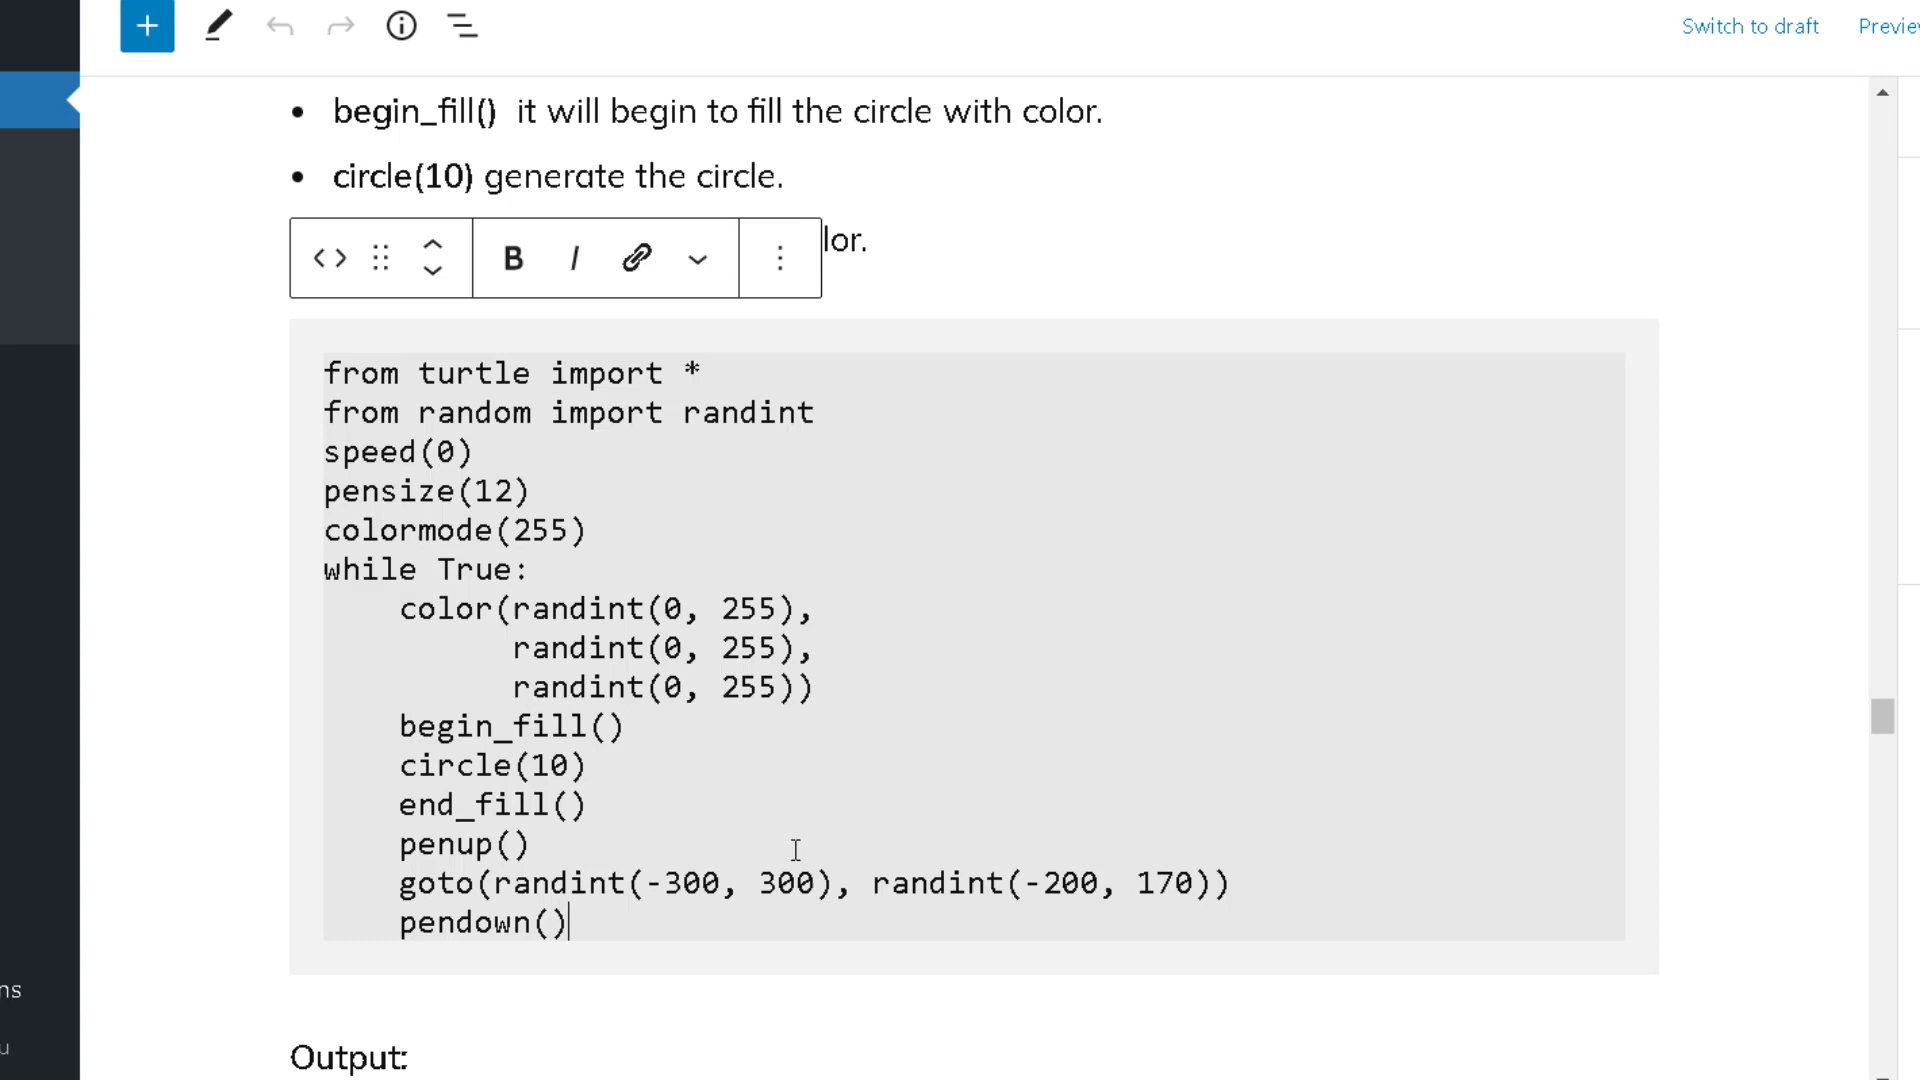 Switch to draft Preview
begin_fill() it will begin to fill the circle with color.
circle(10) generate the circle.
lor.
B I
from turtle import *
from random import randint
speed(0)
pensize(12)
colormode(255)
while True:
    color(randint(0, 255),
          randint(0, 255),
          randint(0, 255))
    begin_fill()
    circle(10)
    end_fill()
    penup()
    goto(randint(-300, 300), randint(-200, 170))
    pendown()
ns
u
Output: